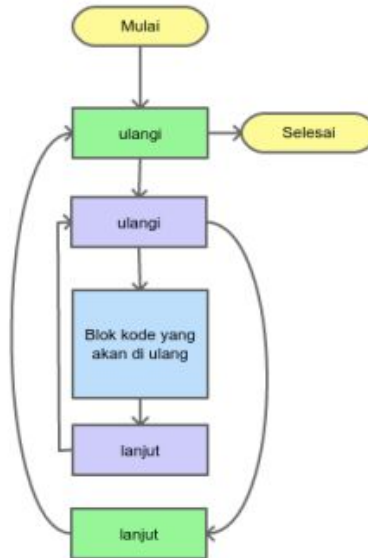 Mulai
ulangi
Selesai
ulangi
Blok kode yang
akan di ulang
lanjut
lanjut